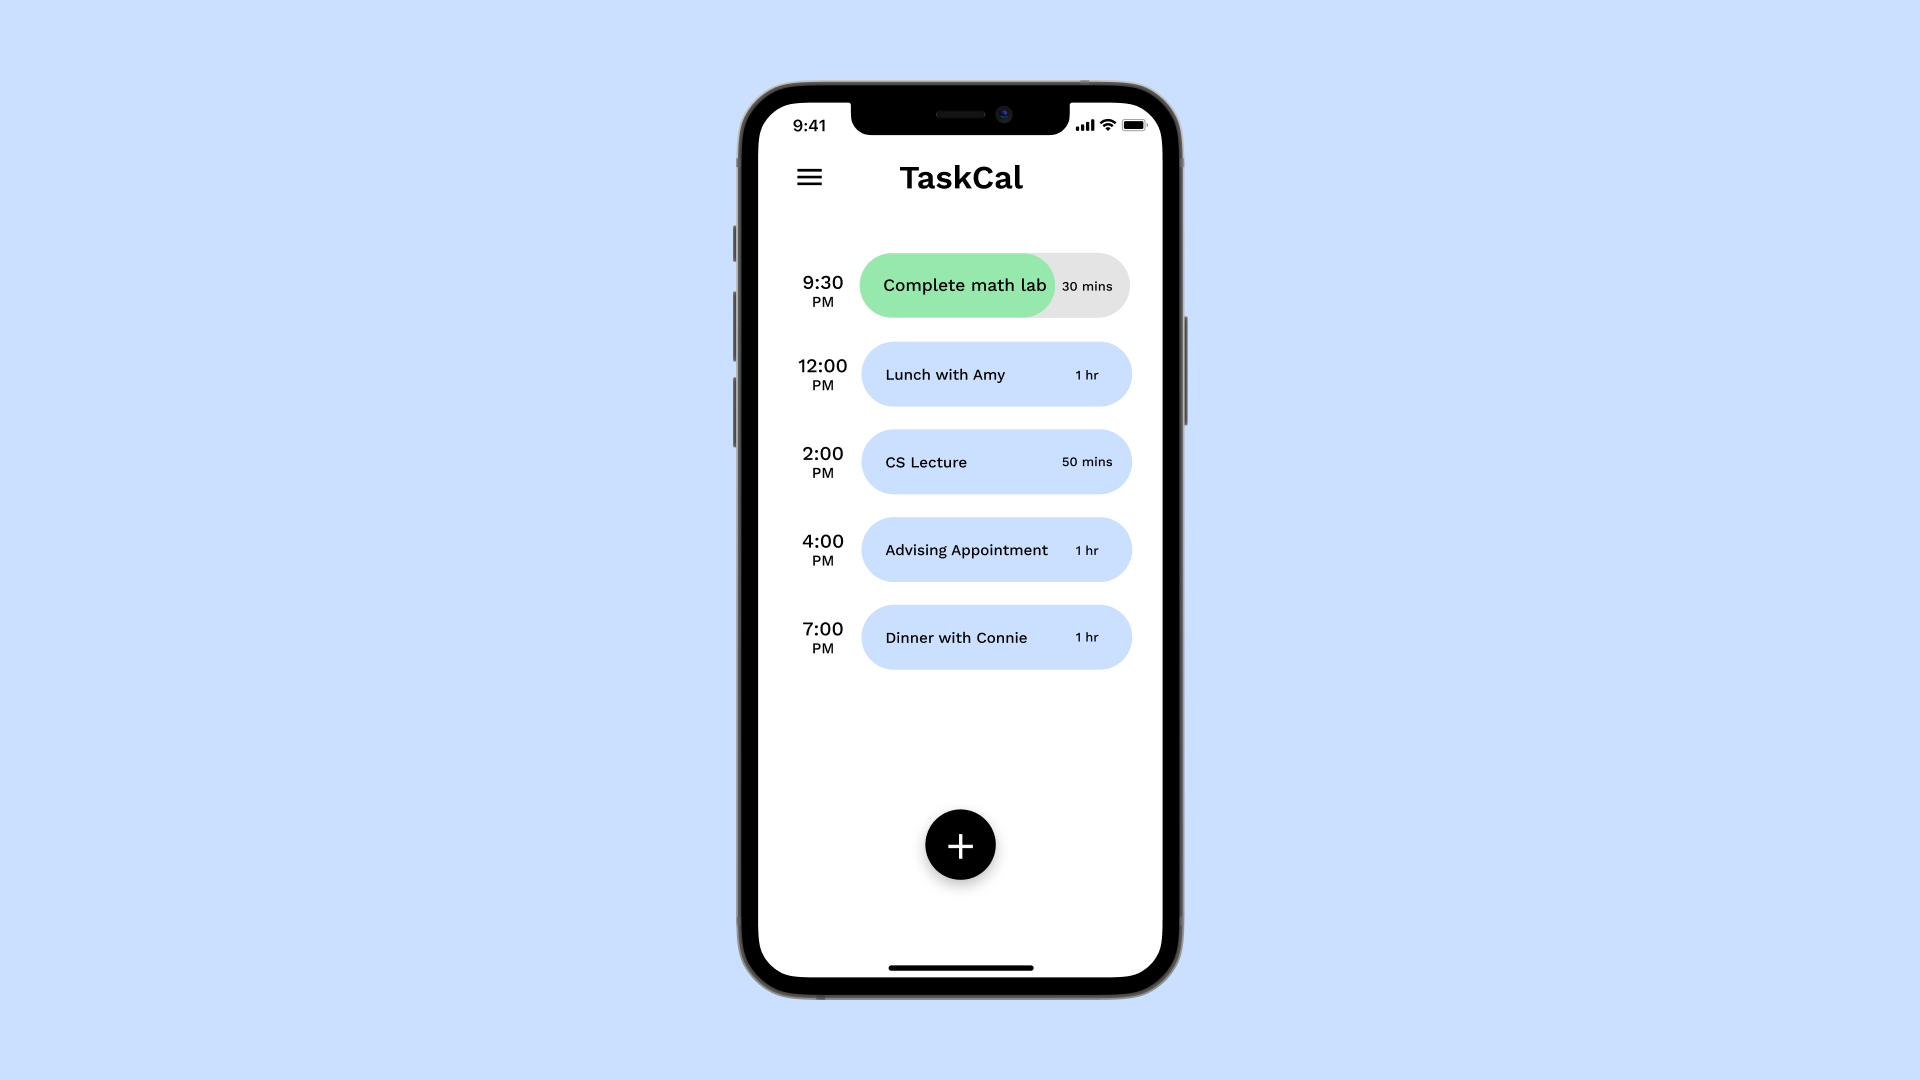 9:41
TaskCal
9:30
PM
Complete math lab
30 mins
12:00
PM
Lunch with Amy
1 hr
2:00
PM
CS Lecture
50 mins
4:00
PM
Advising Appointment
1 hr
7:00
PM
Dinner with Connie
1 hr
+